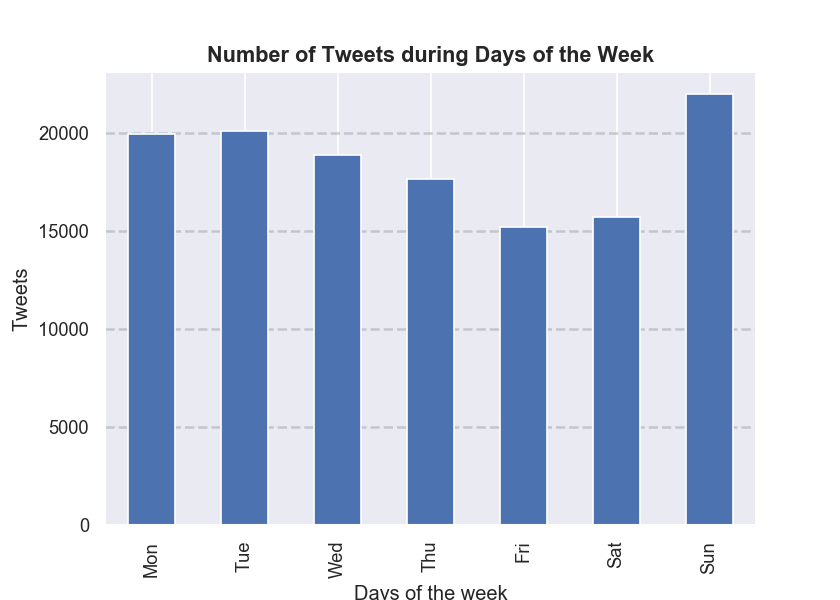 Number of Tweets during Days of the Week
Tweets
20000
15000
10000
5000
0
Mon
Tue
Wed
Thu
Fri
Sat
Sun
Days of the week